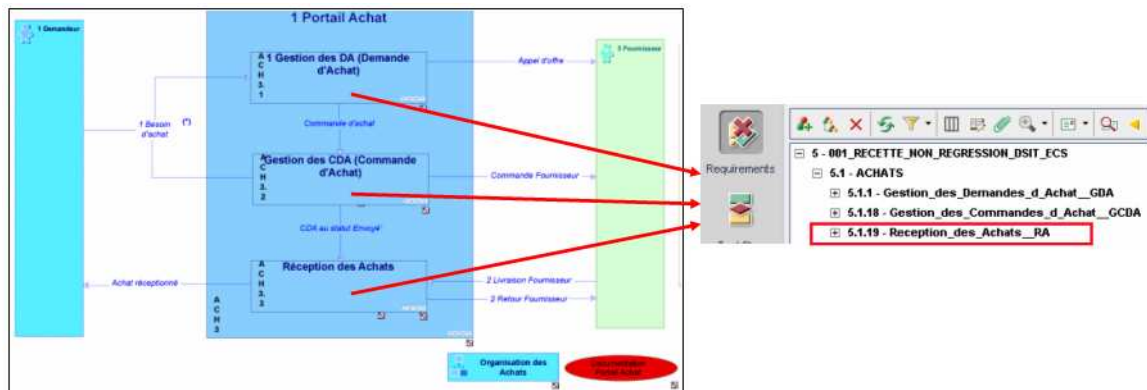 1 Portail Achat
1 Demandeur
3 Fournisseur
ACH3.1
1 Gestion des DA (Demande
d'Achat)
Appel d'offre
1 Besoin
d'achat
(*)
Commande d'achat
ACH3.2
Gestion des CDA (Commande
d'Achat)
Commande Fournisseur
CDA au statut Envoyé
ACH3.3
Réception des Achats
Achat réceptionné
2 Livraison Fournisseur
2 Retour Fournisseur
ACH3
Organisation des
Achats
Documentation
Portail Achat
Requirements
5 - 001_RECETTE_NON_REGRESSION_DSIT_ECS
5.1 - ACHATS
5.1.1 - Gestion_des_Demandes_d_Achat__GDA
5.1.18 - Gestion_des_Commandes_d_Achat__GCDA
5.1.19 - Reception_des_Achats__RA